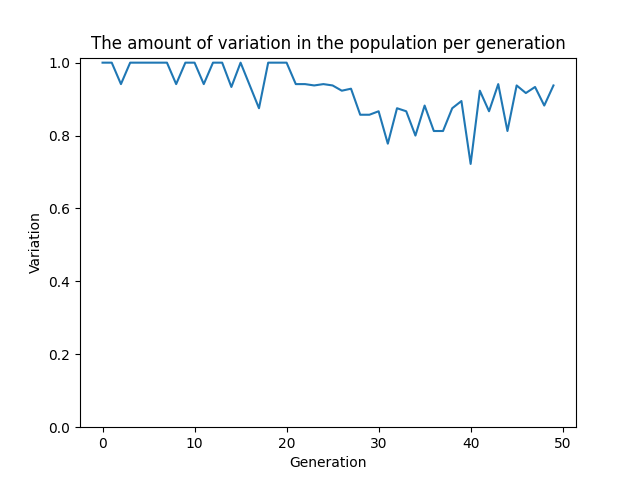 The amount of variation in the population per generation
1.0
0.8
0.6
0.4
0.2
0.0
Variation
0 10 20 30 40 50
Generation